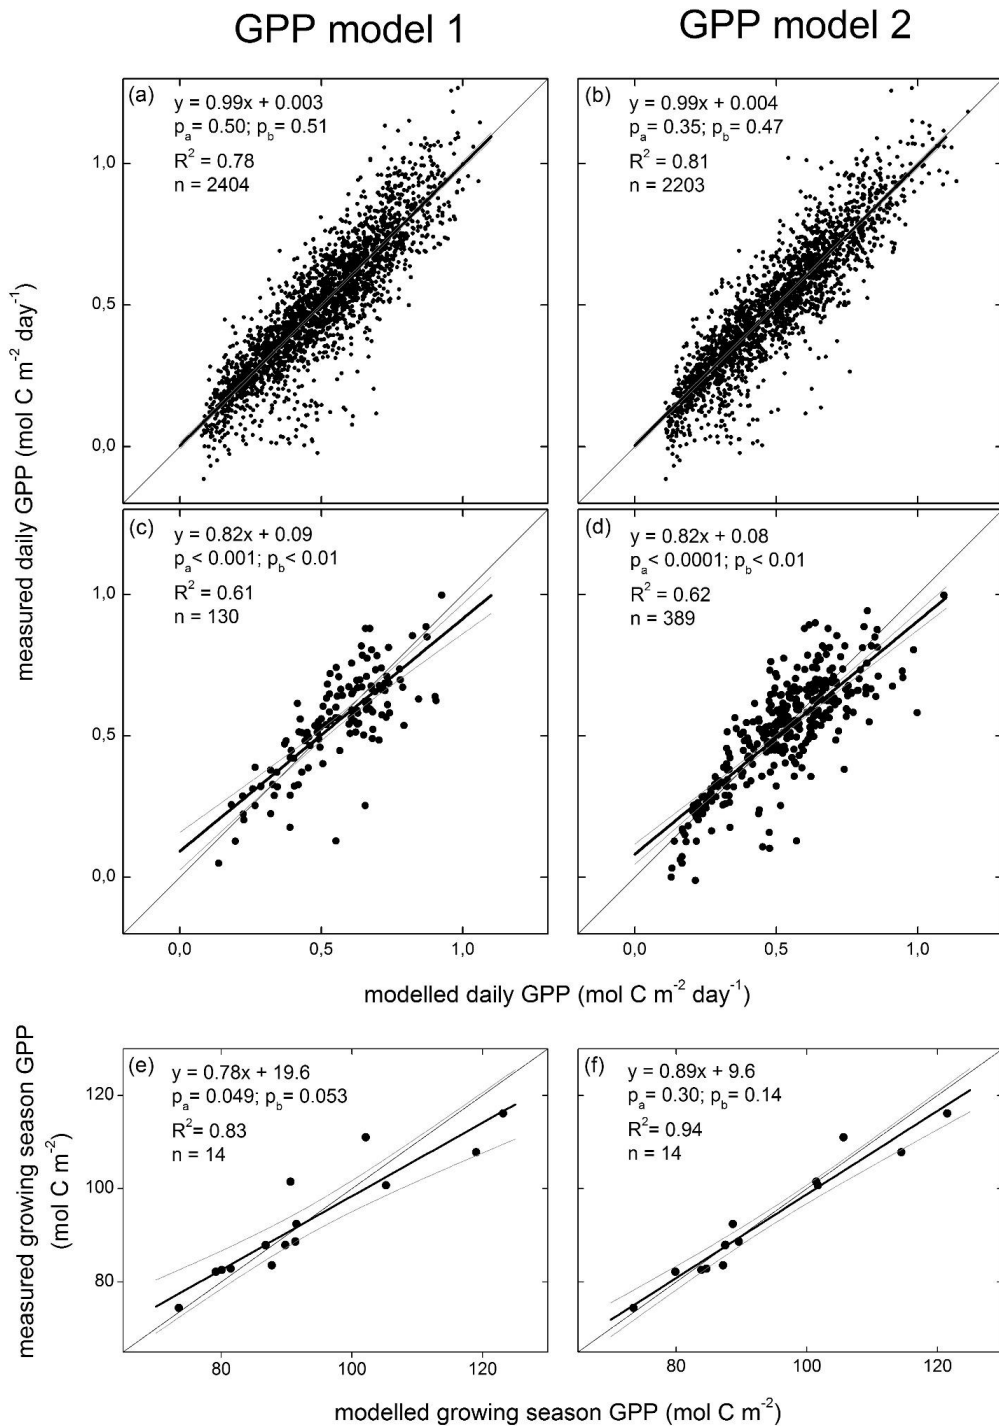 GPP model 1
GPP model 2
measured daily GPP (mol C m⁻² day⁻¹)
(a)
y = 0.99x + 0.003
pₐ = 0.50; p_b = 0.51
R² = 0.78
n = 2404
1,0
0,5
0,0
(b)
y = 0.99x + 0.004
pₐ = 0.35; p_b = 0.47
R² = 0.81
n = 2203
(c)
y = 0.82x + 0.09
pₐ < 0.001; p_b < 0.01
R² = 0.61
n = 130
1,0
0,5
0,0
0,0 0,5 1,0
(d)
y = 0.82x + 0.08
pₐ < 0.0001; p_b < 0.01
R² = 0.62
n = 389
0,0 0,5 1,0
modelled daily GPP (mol C m⁻² day⁻¹)
measured growing season GPP
(mol C m⁻²)
(e)
y = 0.78x + 19.6
pₐ = 0.049; p_b = 0.053
R² = 0.83
n = 14
120
100
80
80 100 120
(f)
y = 0.89x + 9.6
pₐ = 0.30; p_b = 0.14
R² = 0.94
n = 14
80 100 120
modelled growing season GPP (mol C m⁻²)